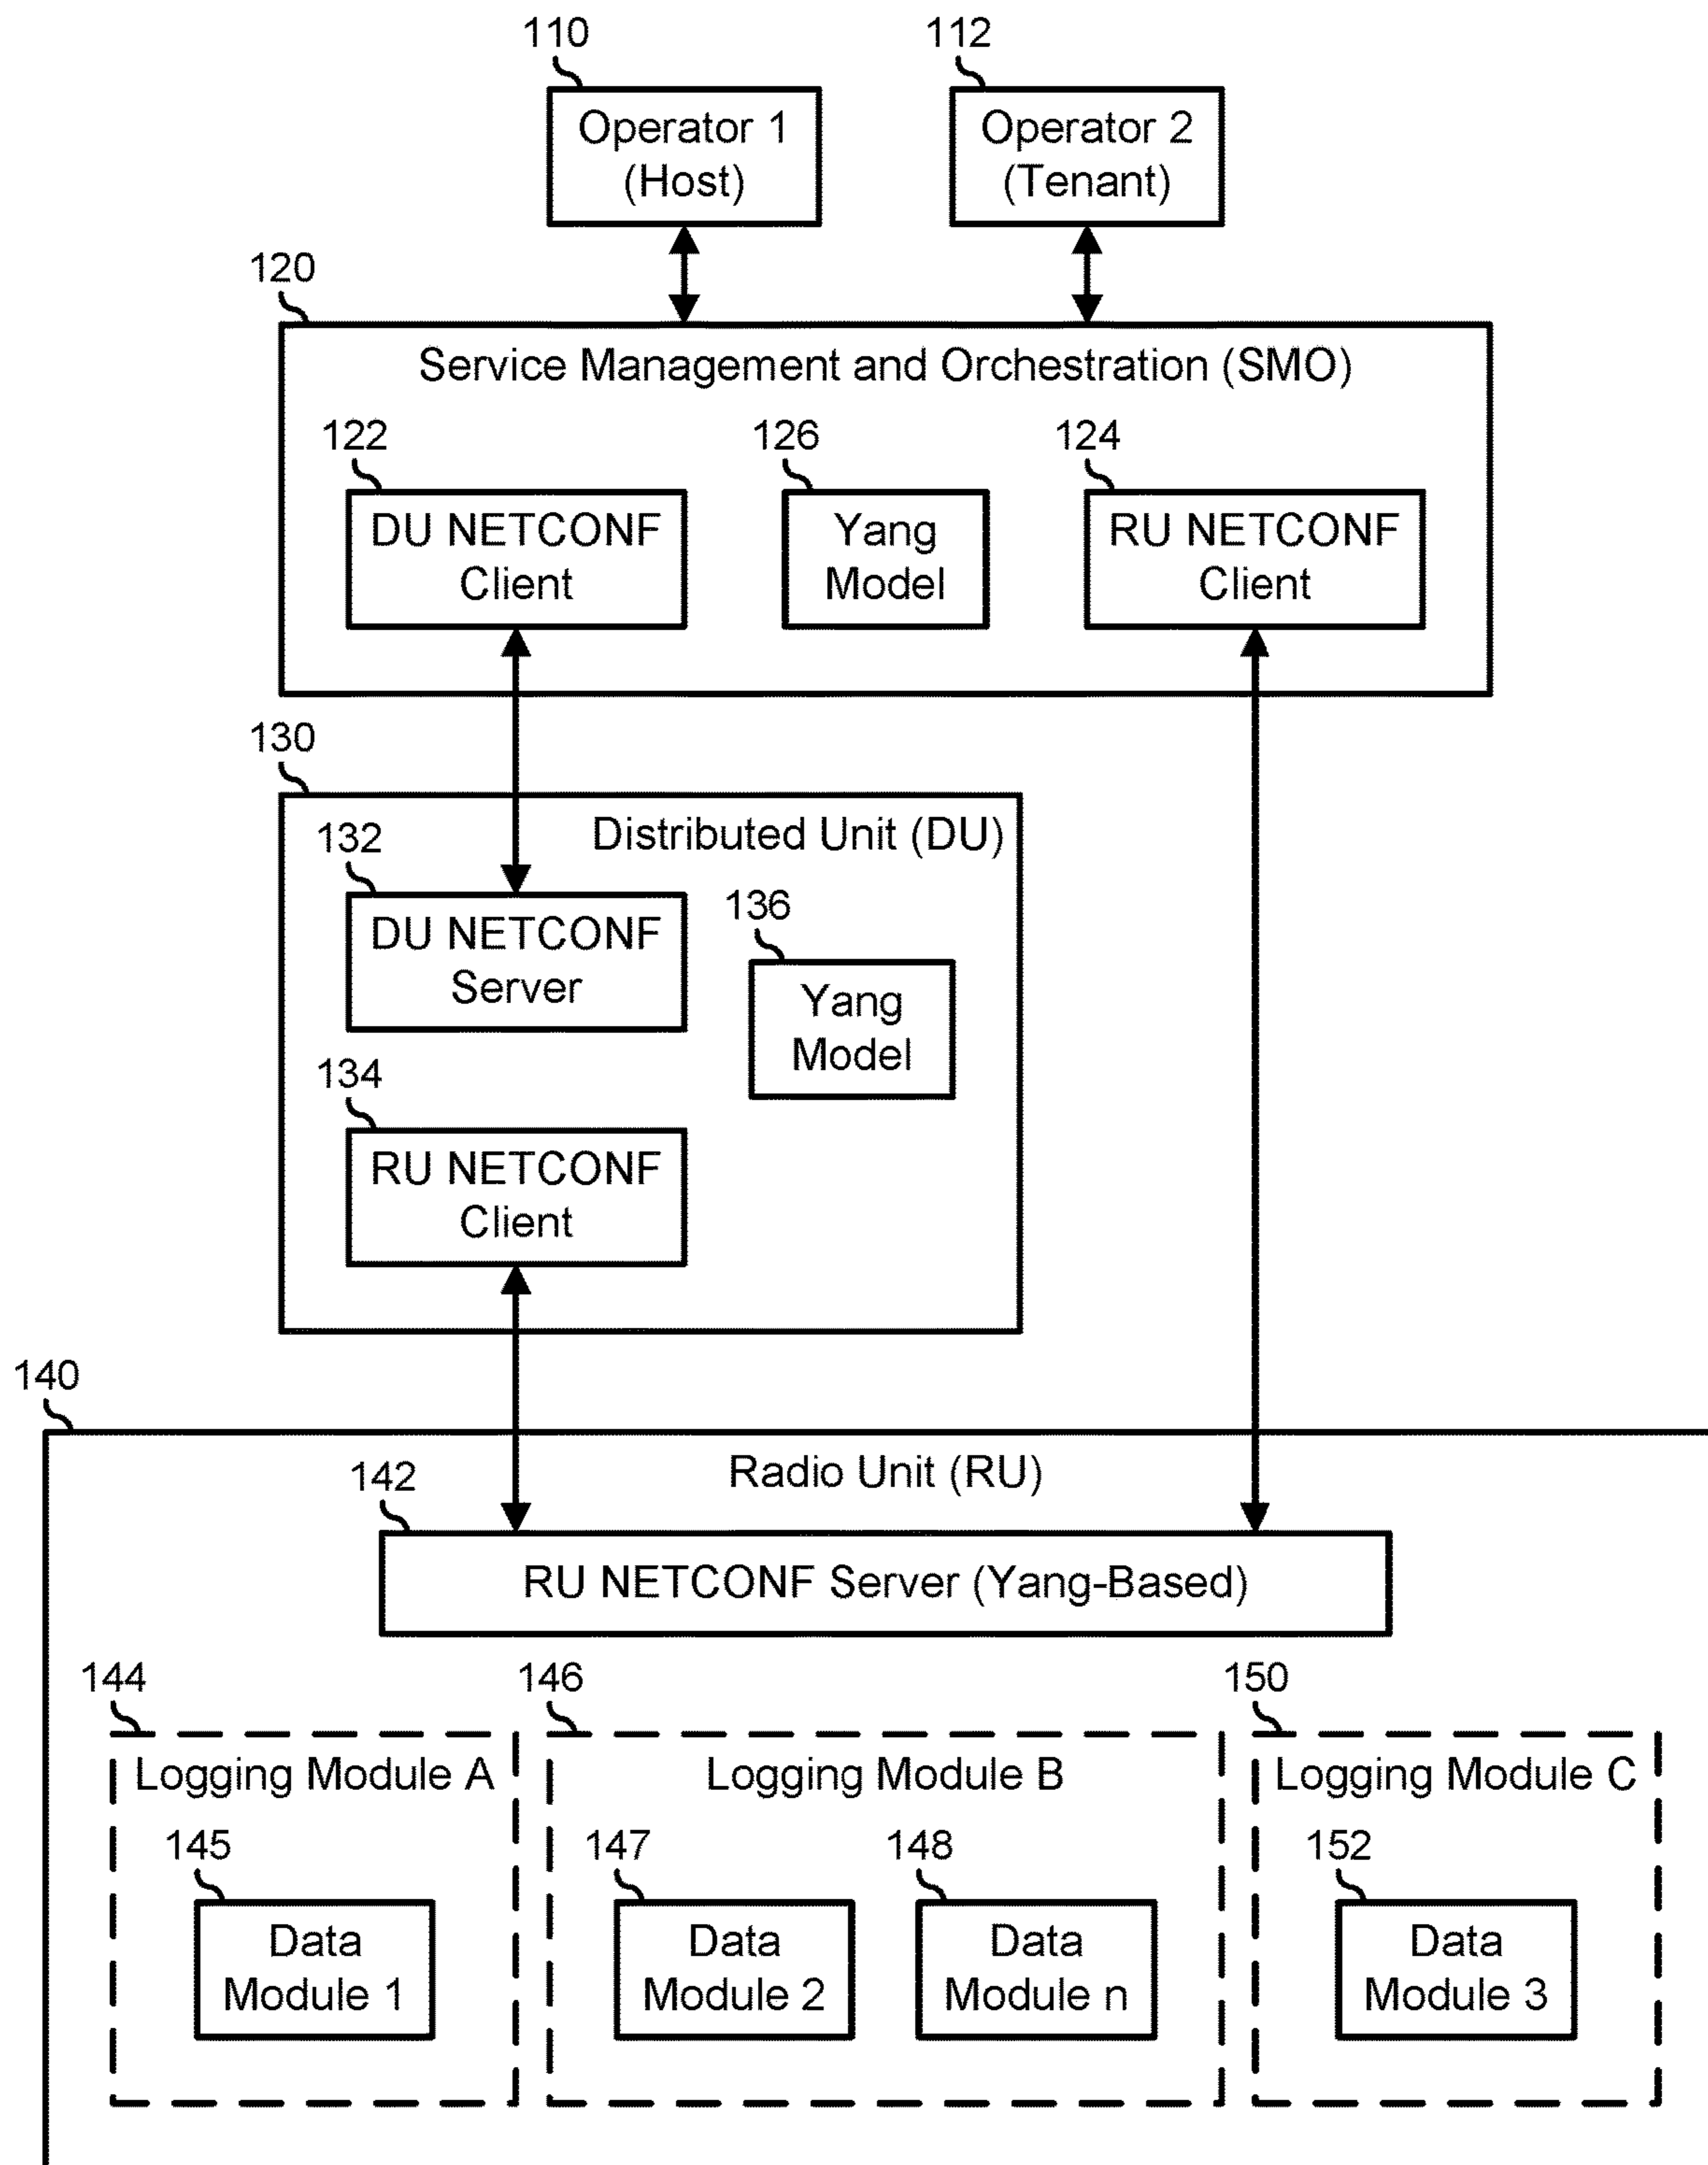 110
112
Operator 1
(Host)
Operator 2
(Tenant)
120
Service Management and Orchestration (SMO)
122
126
124
DU NETCONF
Client
Yang
Model
RU NETCONF
Client
130
Distributed Unit (DU)
132
DU NETCONF
Server
136
Yang
Model
134
RU NETCONF
Client
140
Radio Unit (RU)
142
RU NETCONF Server (Yang-Based)
144
146
150
Logging Module A
Logging Module B
Logging Module C
145
147
148
152
Data
Module 1
Data
Module 2
Data
Module n
Data
Module 3